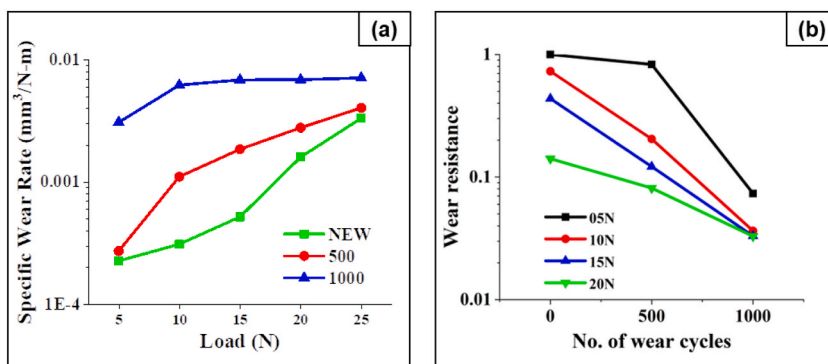 (a)
Specific Wear Rate (mm³/N-m)
0.01
0.001
1E-4
NEW
500
1000
5 10 15 20 25
Load (N)
(b)
Wear resistance
1
0.1
0.01
05N
10N
15N
20N
0 500 1000
No. of wear cycles